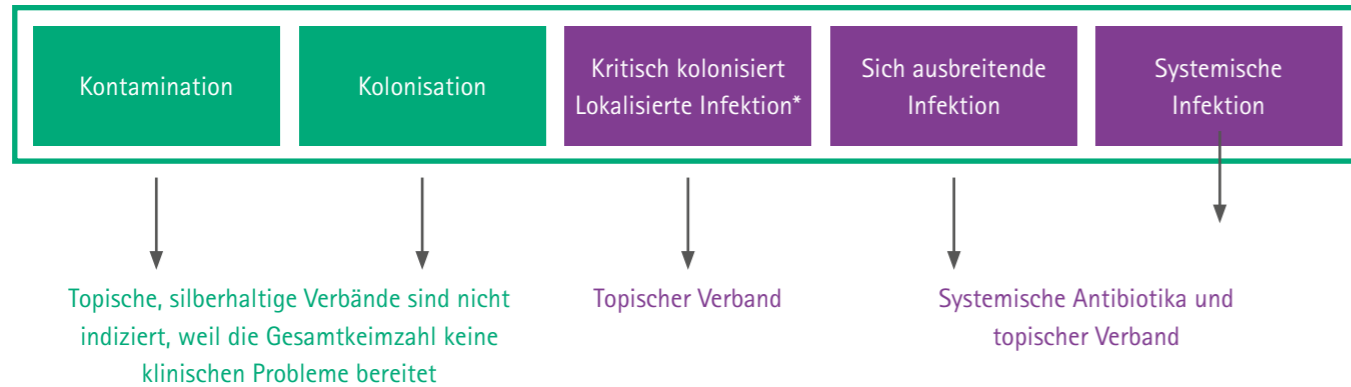 Kontamination
Kolonisation
Kritisch kolonisiert
Lokalisierte Infektion*
Sich ausbreitende
Infektion
Systemische
Infektion
Topische, silberhaltige Verbände sind nicht
indiziert, weil die Gesamtkeimzahl keine
klinischen Probleme bereitet
Topischer Verband
Systemische Antibiotika und
topischer Verband